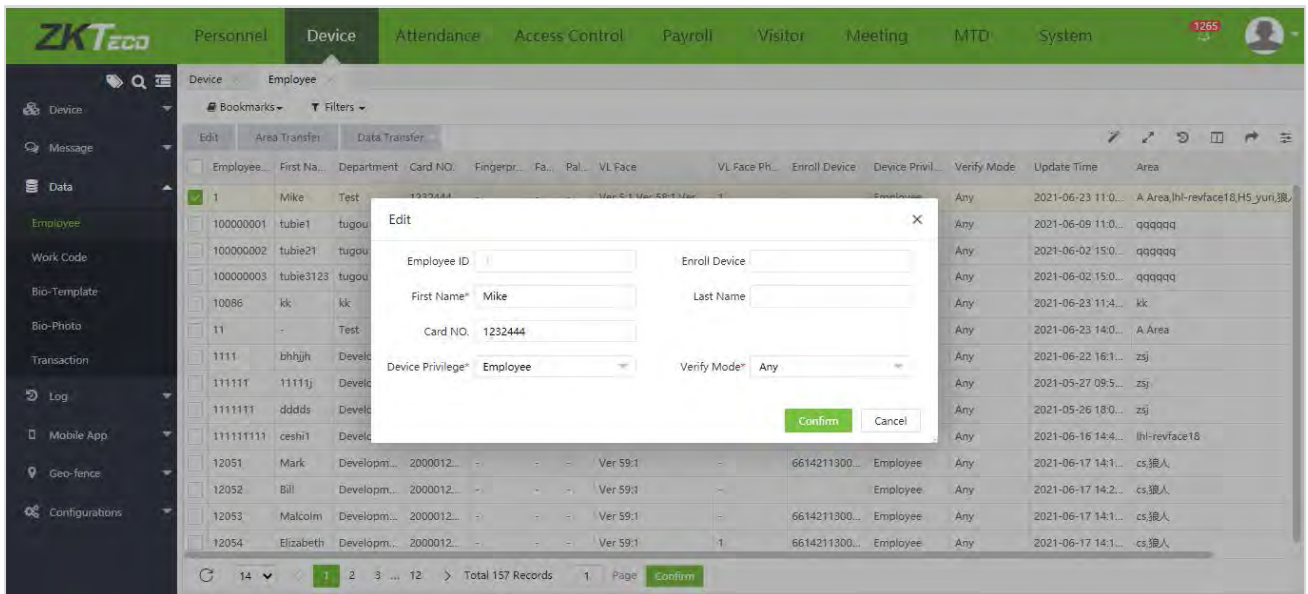 ZKTeco Personnel Device Attendance Access Control Payroll Visitor Meeting MTD System 1265
Device Employee
Bookmarks Filters
Edit Area Transfer Data Transfer
Device
Message
Data
Employee
Work Code
Bio-Template
Bio-Photo
Transaction
Log
Mobile App
Geo-fence
Configurations
Employee... First Na... Department Card NO. Fingerpr... Fa... Pal... VL Face VL Face Ph... Enroll Device Device Privil... Verify Mode Update Time Area
1 Mike Test 1232444 Any 2021-06-23 11:0...
100000001 tubie1 tugou Any 2021-06-09 11:0... qqqqqq
100000002 tubie21 tugou Any 2021-06-02 15:0... qqqqqq
100000003 tubie3123 tugou Any 2021-06-02 15:0... qqqqqq
10086 kk kk Any 2021-06-23 11:4... kk
11 - Test Any 2021-06-23 14:0... A Area
1111 bhhjjh Develo Any 2021-06-22 16:1... zsj
111111 11111j Develo Any 2021-05-27 09:5... zsj
1111111 dddds Develo Any 2021-05-26 18:0... zsj
111111111 ceshi1 Develo Any 2021-06-16 14:4... lhl-revface18
12051 Mark Developm... 2000012... - - - Ver 59:1 - 6614211300... Employee Any 2021-06-17 14:1... cs,狼人
12052 Bill Developm... 2000012... - - - Ver 59:1 - Employee Any 2021-06-17 14:2... cs,狼人
12053 Malcolm Developm... 2000012... - - - Ver 59:1 - 6614211300... Employee Any 2021-06-17 14:1... cs,狼人
12054 Elizabeth Developm... 2000012... - - - Ver 59:1 1 6614211300... Employee Any 2021-06-17 14:1... cs,狼人
Edit
Employee ID 1 Enroll Device
First Name* Mike Last Name
Card NO. 1232444
Device Privilege* Employee Verify Mode* Any
Confirm Cancel
14 1 2 3 ... 12 > Total 157 Records 1 Page Confirm